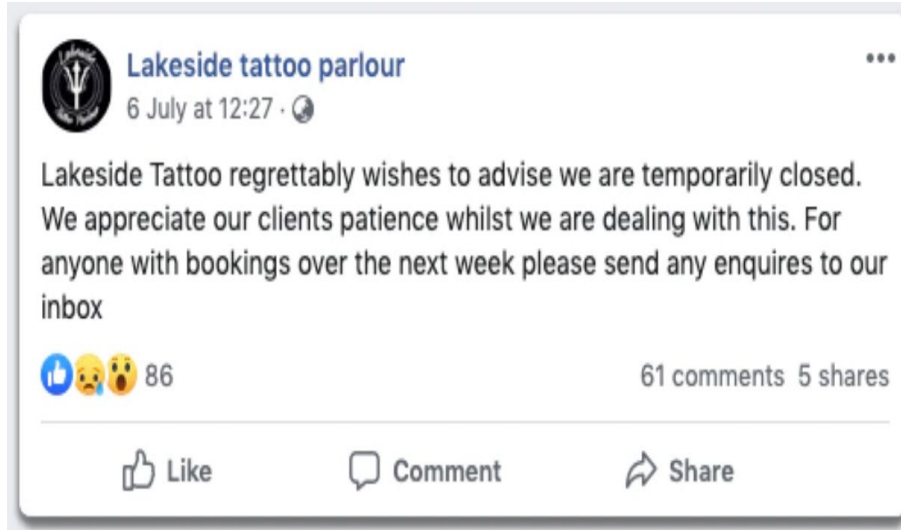 Lakeside tattoo parlour
6 July at 12:27 ·
Lakeside Tattoo regrettably wishes to advise we are temporarily closed.
We appreciate our clients patience whilst we are dealing with this. For
anyone with bookings over the next week please send any enquires to our
inbox
86 61 comments 5 shares
Like Comment Share